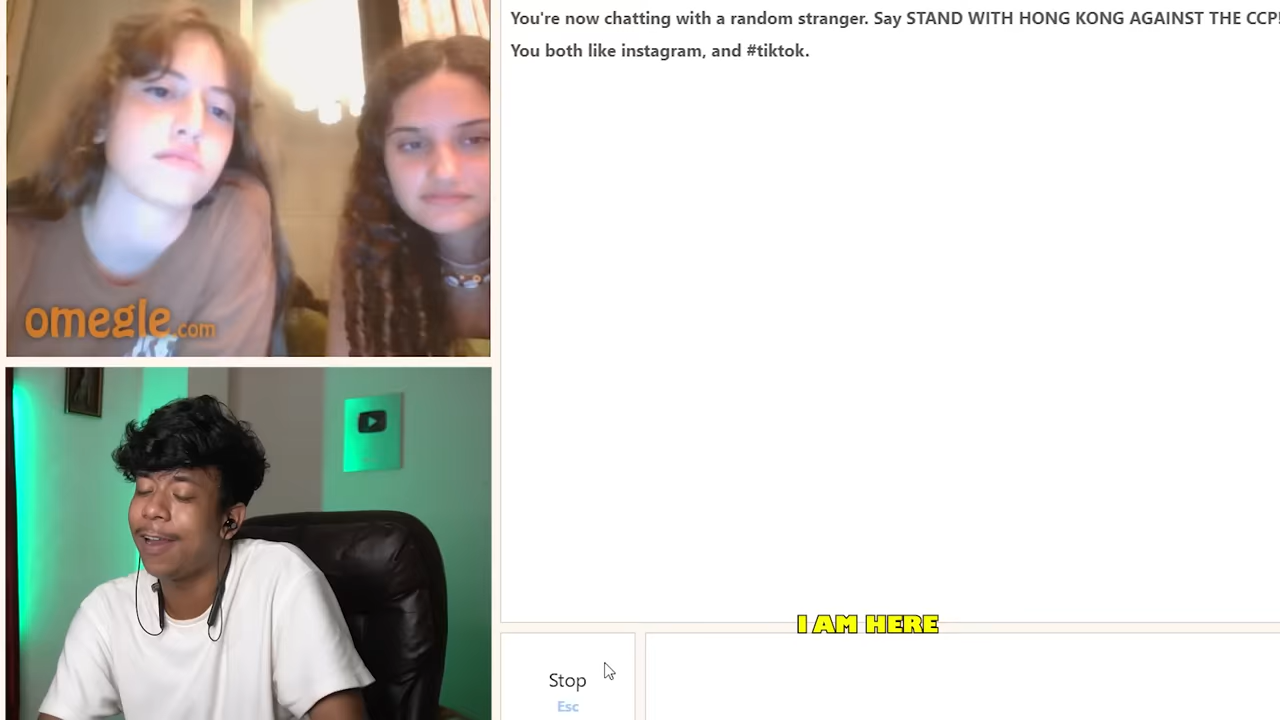 You're now chatting with a random stranger. Say STAND WITH HONG KONG AGAINST THE CCP!
You both like instagram, and #tiktok.
omegle.com
I AM HERE
Stop
Esc